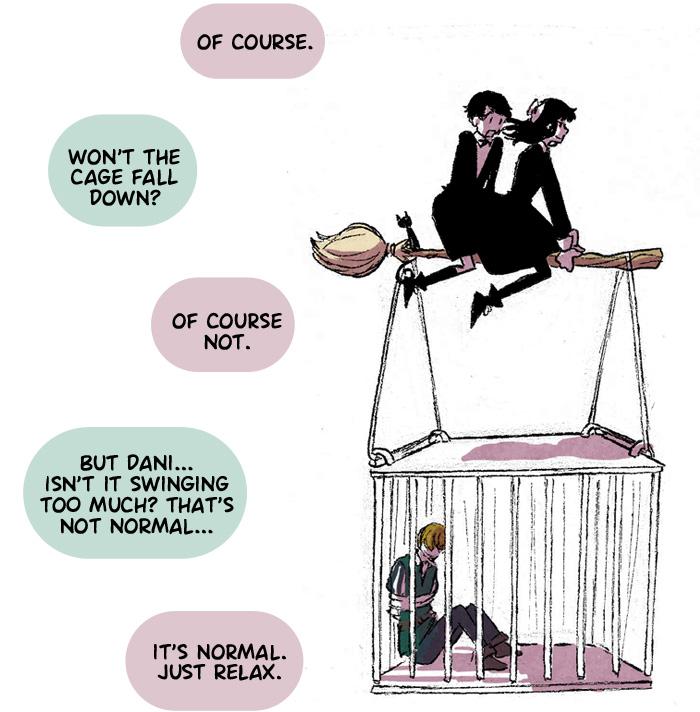 OF COURSE.
WON'T THE
CAGE FALL
DOWN?
OF COURSE
NOT.
BUT DANI...
ISN'T IT SWINGING
TOO MUCH? THAT'S
NOT NORMAL...
IT'S NORMAL.
JUST RELAX.